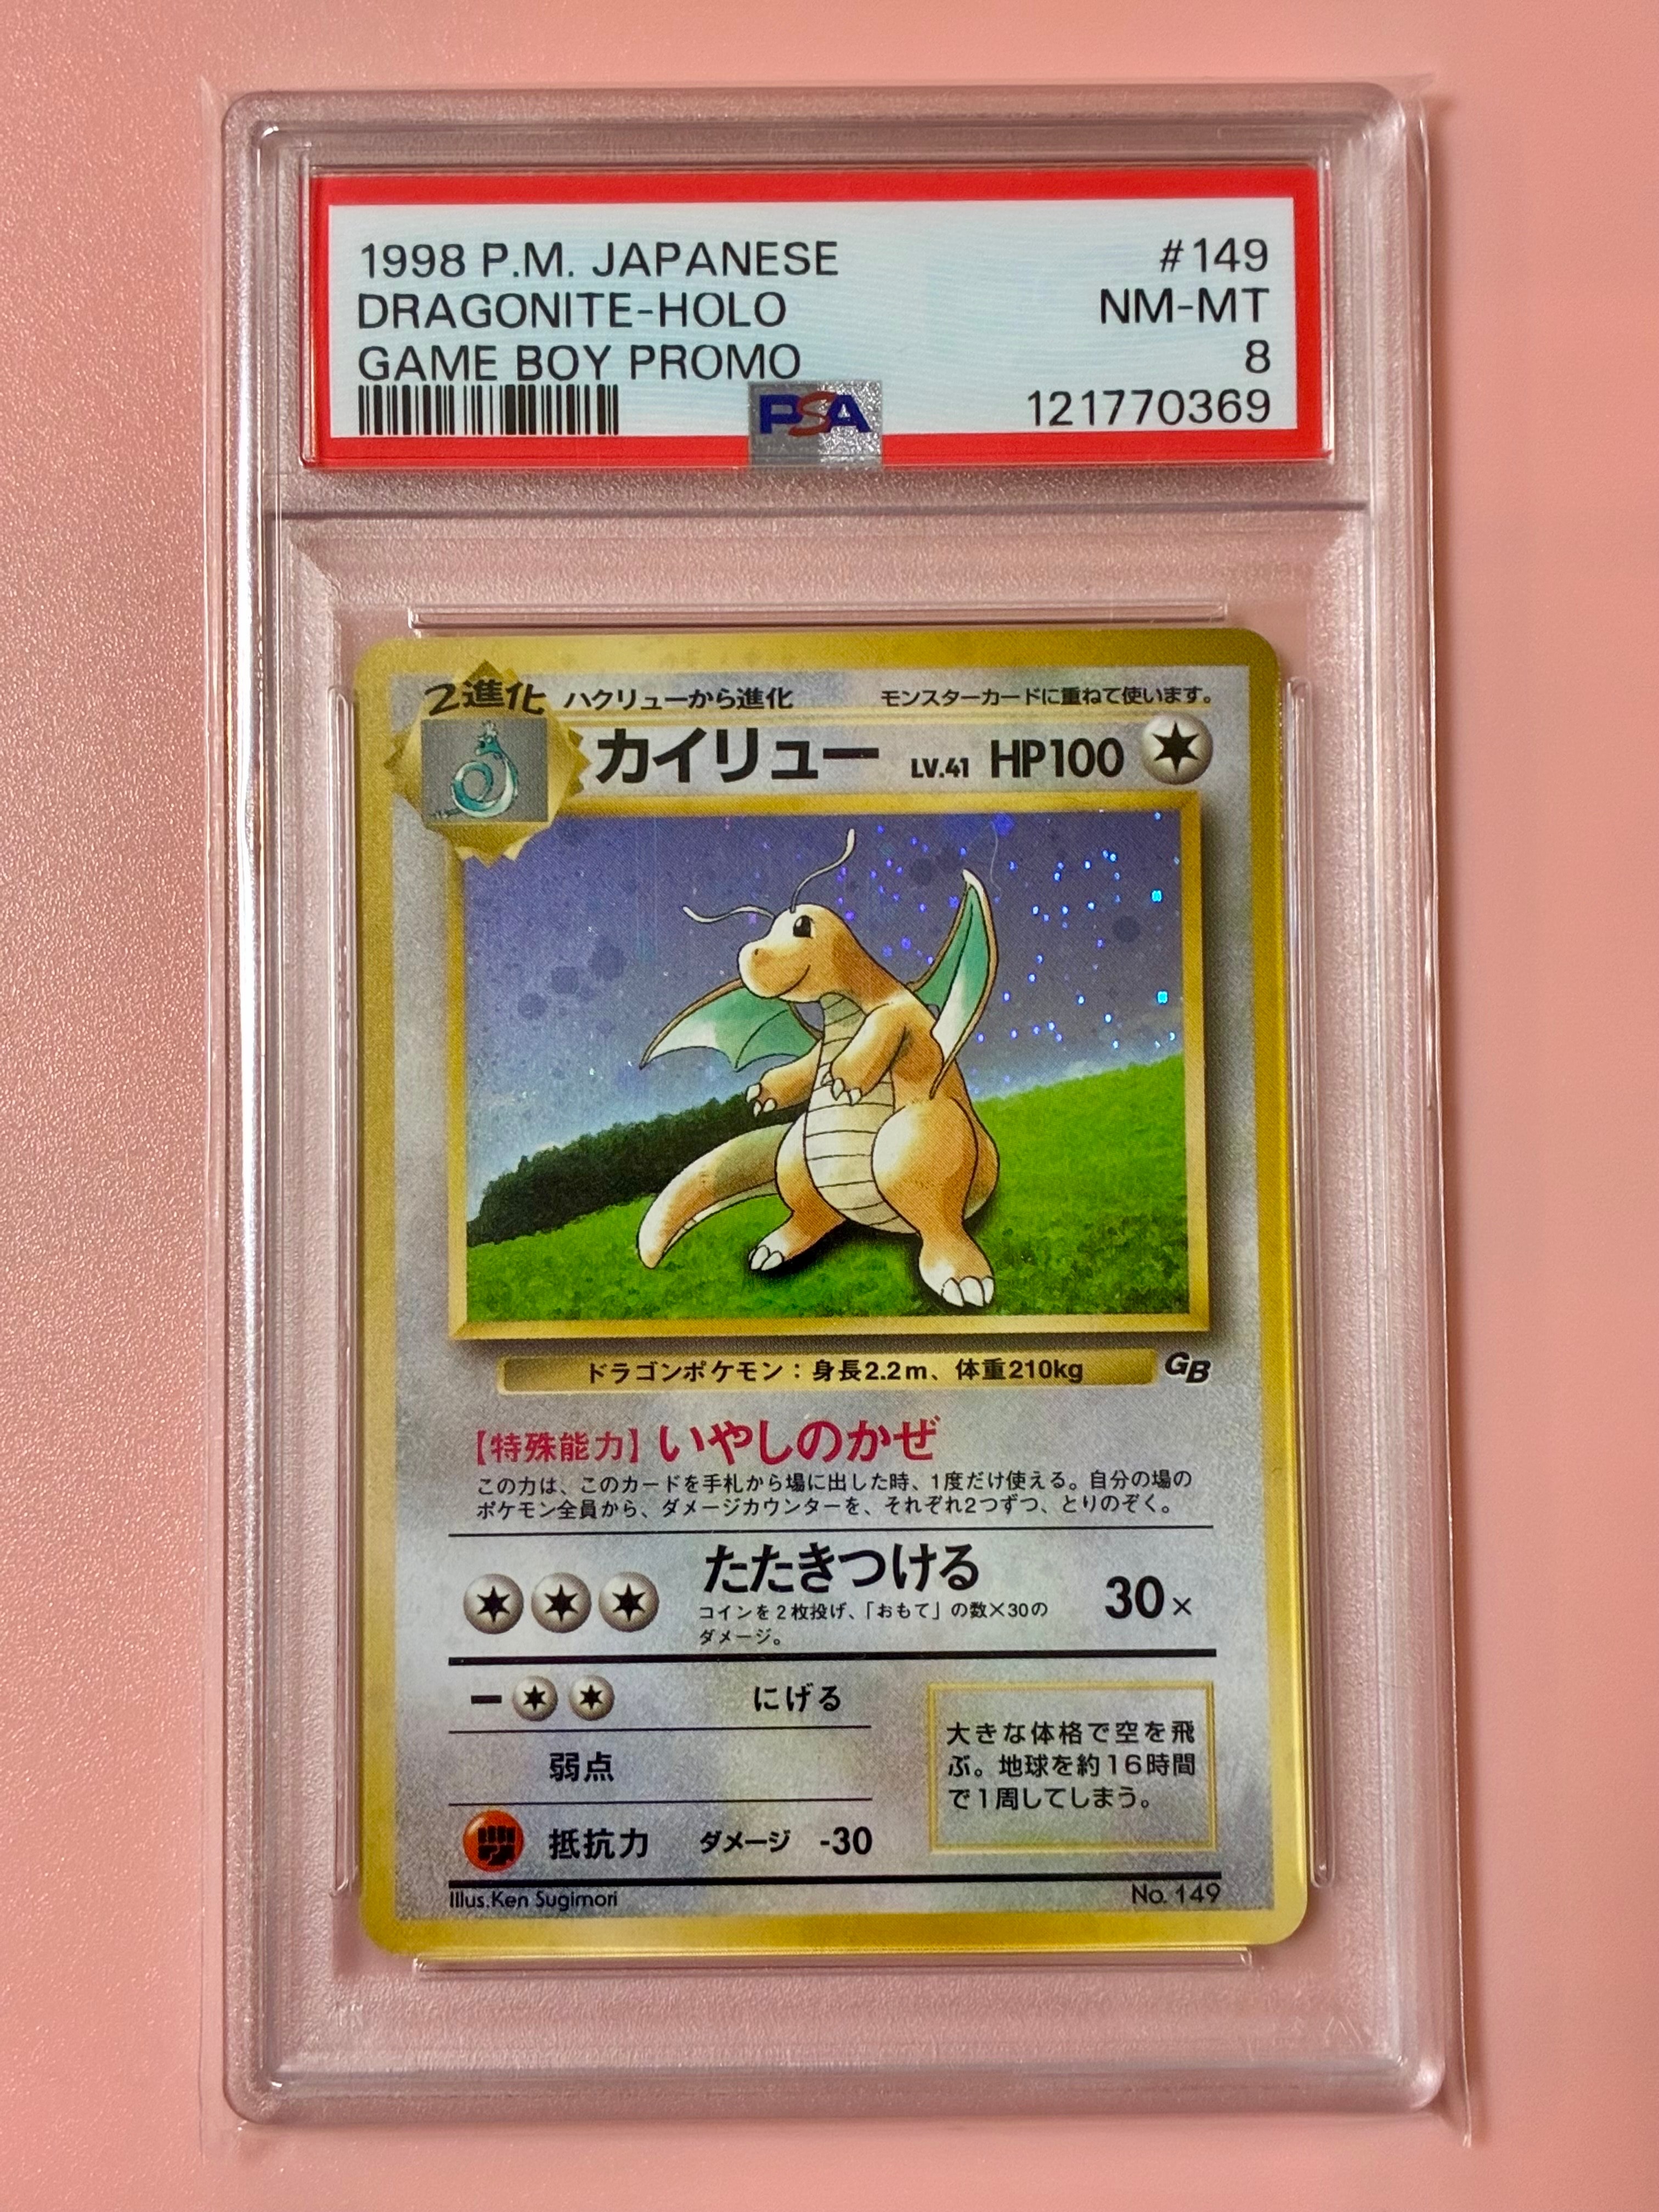 1998 P.M. JAPANESE #149
DRAGONITE-HOLO NM-MT
GAME BOY PROMO 8
PSA 121770369
2進化 ハクリューから進化 モンスターカードに重ねて使います。
カイリュー LV.41 HP100
ドラゴンポケモン：身長2.2m、体重210kg GB
【特殊能力】いやしのかぜ
この力は、このカードを手札から場に出した時、1度だけ使える。自分の場の
ポケモン全員から、ダメージカウンターを、それぞれ2つずつ、とりのぞく。
たたきつける 30×
コインを2枚投げ、「おもて」の数×30の
ダメージ。
ー にげる
弱点
抵抗力 ダメージ -30
大きな体格で空を飛
ぶ。地球を約16時間
で1周してしまう。
Illus.Ken Sugimori No. 149